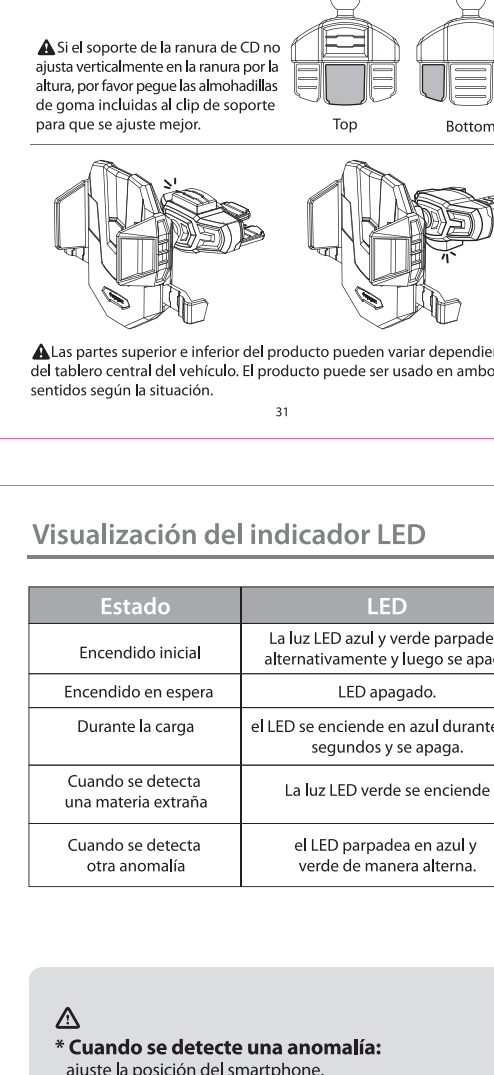 Si el soporte de la ranura de CD no
ajusta verticalmente en la ranura por la
altura, por favor pegue las almohadillas
de goma incluidas al clip de soporte
para que se ajuste mejor.
Top
Bottom
Las partes superior e inferior del producto pueden variar
del tablero central del vehículo. El producto puede ser usado en
sentidos según la situación.
31
Visualización del indicador LED
Estado
LED
Encendido inicial
La luz LED azul y verde
alternativamente y luego se
Encendido en espera
LED apagado.
Durante la carga
el LED se enciende en azul durante
segundos y se apaga.
Cuando se detecta
una materia extraña
La luz LED verde se enciende
Cuando se detecta
otra anomalía
el LED parpadea en azul y
verde de manera alterna.
* Cuando se detecte una anomalía:
ajuste la posición del smartphone.